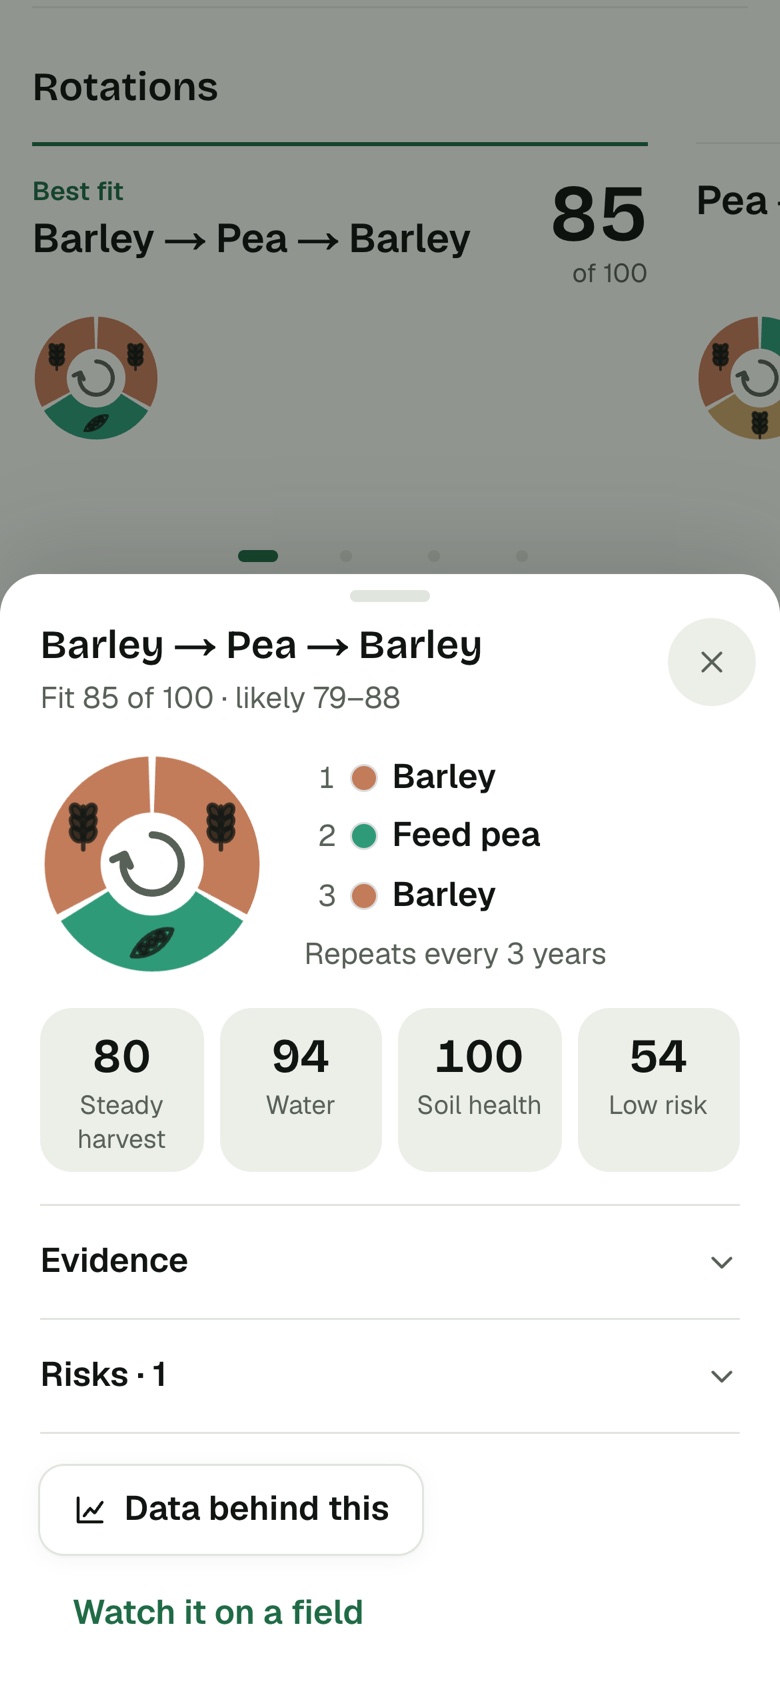 Rotations
Best fit
Barley → Pea → Barley
85
of 100
Pea
Barley → Pea → Barley
Fit 85 of 100 · likely 79–88
1 Barley
2 Feed pea
3 Barley
Repeats every 3 years
80
Steady
harvest
94
Water
100
Soil health
54
Low risk
Evidence
Risks · 1
Data behind this
Watch it on a field